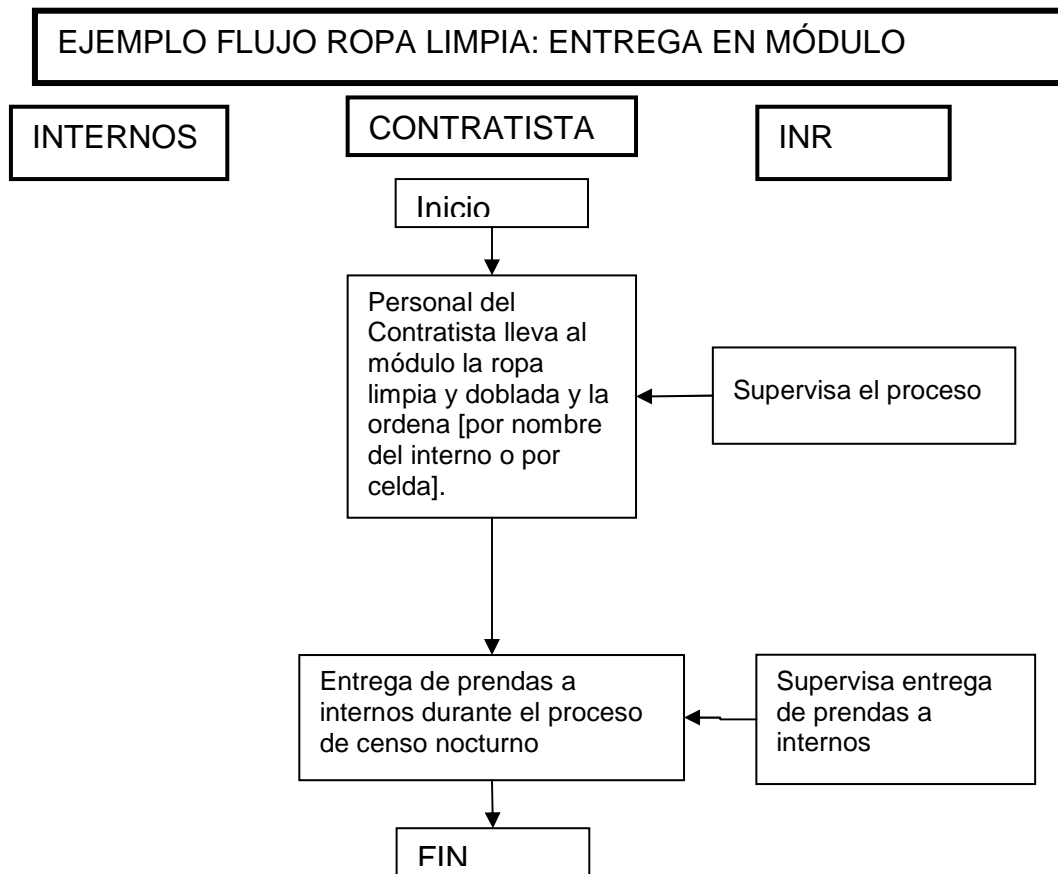 EJEMPLO FLUJO ROPA LIMPIA: ENTREGA EN MÓDULO
INTERNOS
CONTRATISTA
INR
Inicio
Personal del
Contratista lleva al
módulo la ropa
limpia y doblada y la
ordena [por nombre
del interno o por
celda].
Supervisa el proceso
Entrega de prendas a
internos durante el proceso
de censo nocturno
Supervisa entrega
de prendas a
internos
FIN